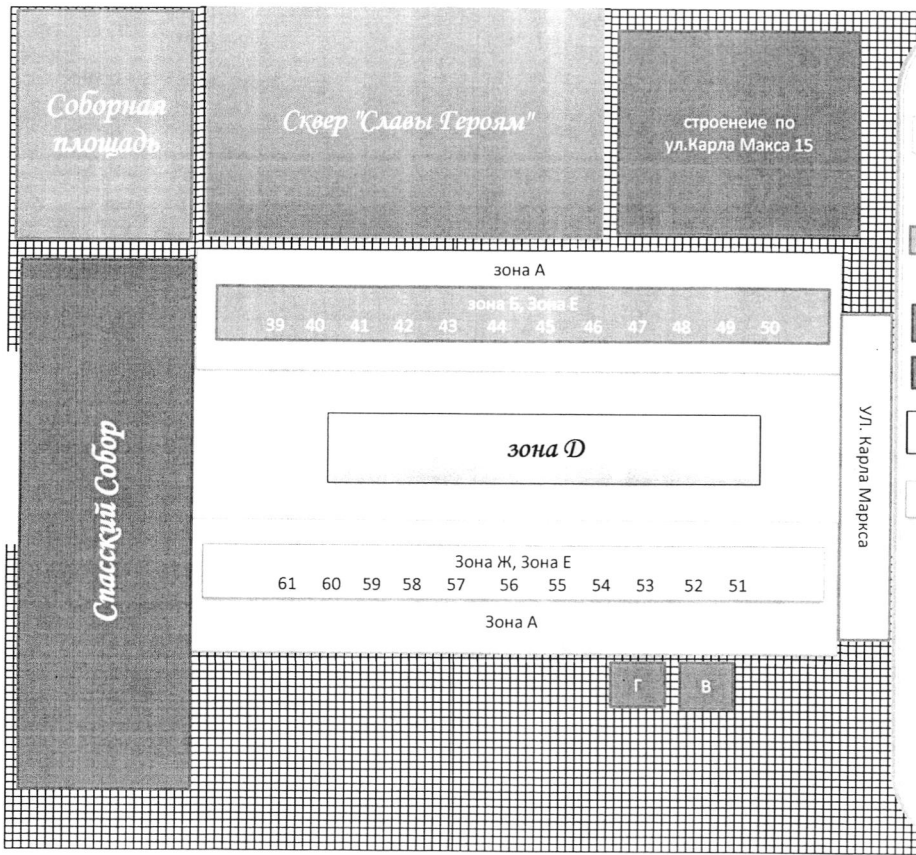 Соборная
площадь
Сквер "Славы Героям"
строенеие по
ул.Карла Макса 15
зона А
зона Б, Зона Е
39 40 41 42 43 44 45 46 47 48 49 50
зона D
Спасский Собор
УЛ. Карла Маркса
Зона Ж, Зона Е
61 60 59 58 57 56 55 54 53 52 51
Зона А
Г В